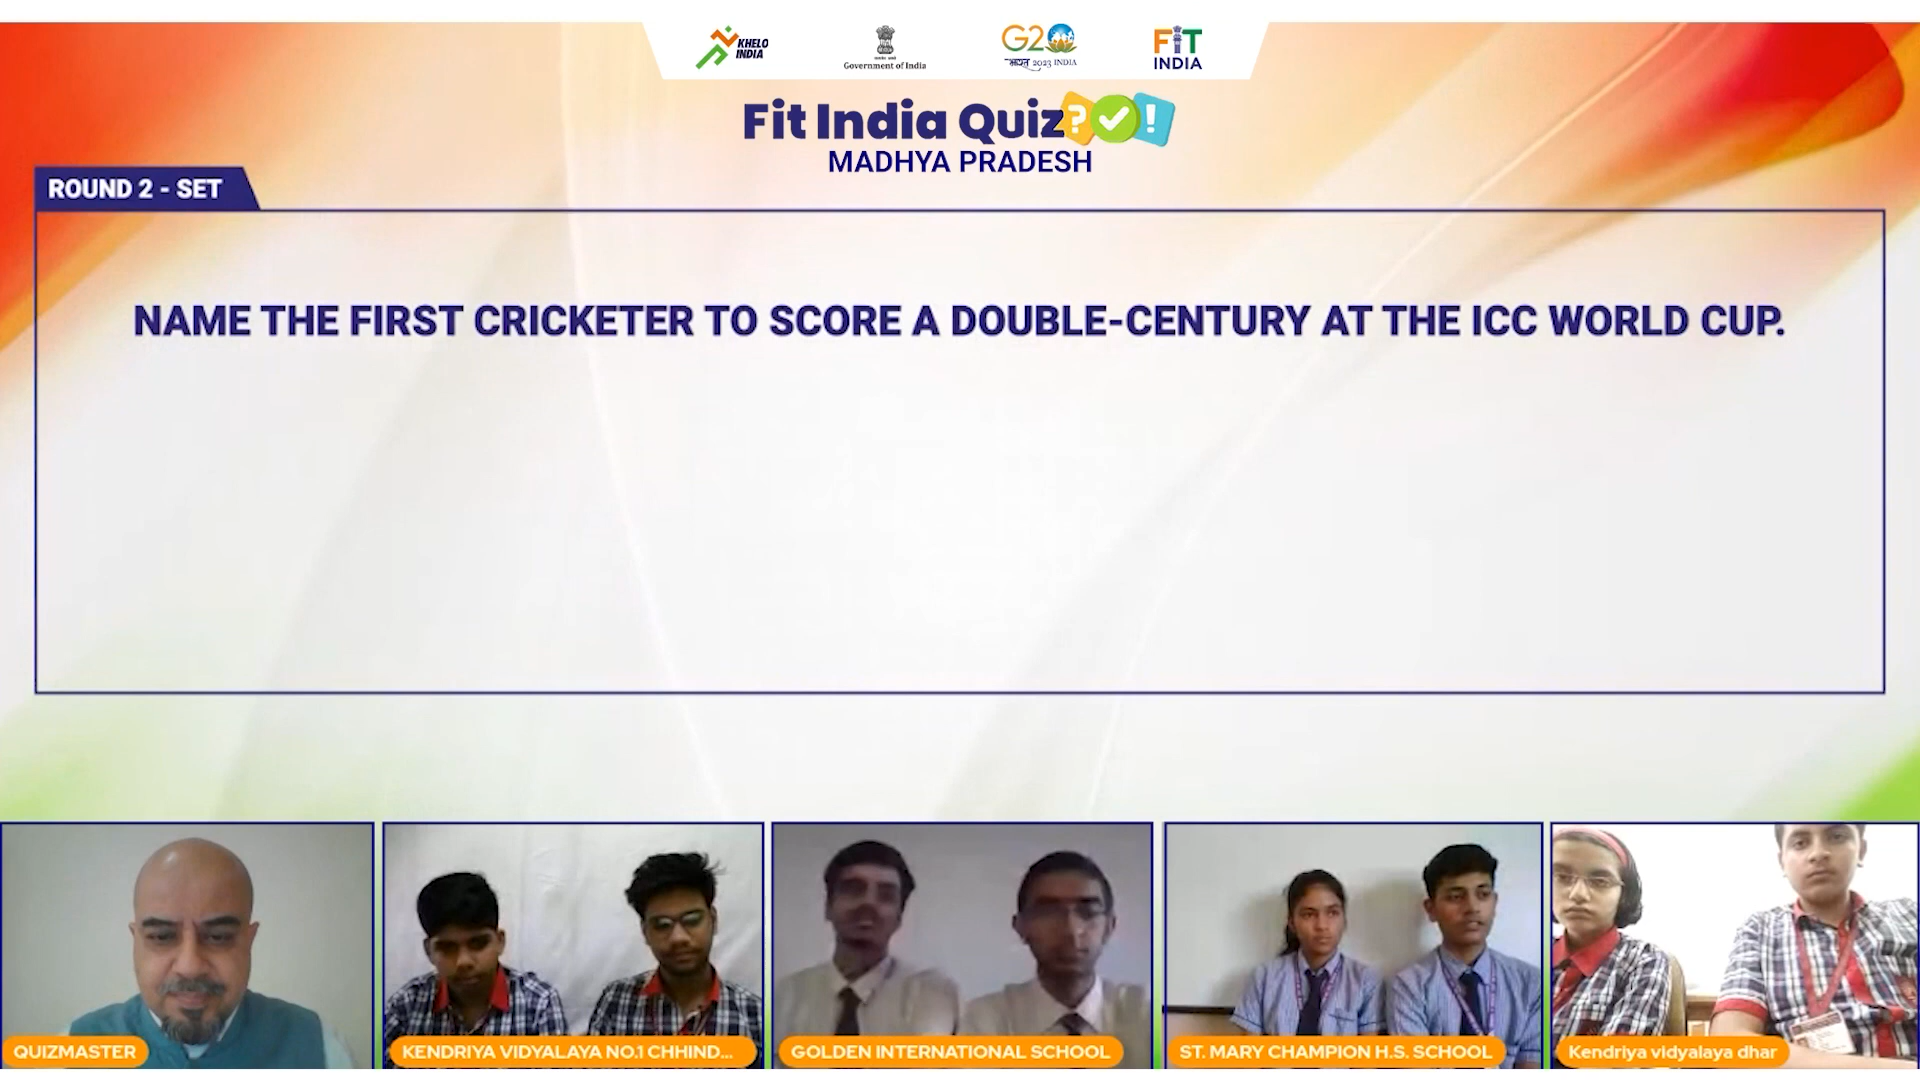 KHELO
INDIA
Government of India
G20
भारत 2023 INDIA
FIT
INDIA
Fit India Quiz?!
MADHYA PRADESH
ROUND 2 - SET
NAME THE FIRST CRICKETER TO SCORE A DOUBLE-CENTURY AT THE ICC WORLD CUP.
QUIZMASTER
KENDRIYA VIDYALAYA NO.1 CHHIND...
GOLDEN INTERNATIONAL SCHOOL
ST. MARY CHAMPION H.S. SCHOOL
Kendriya vidyalaya dhar